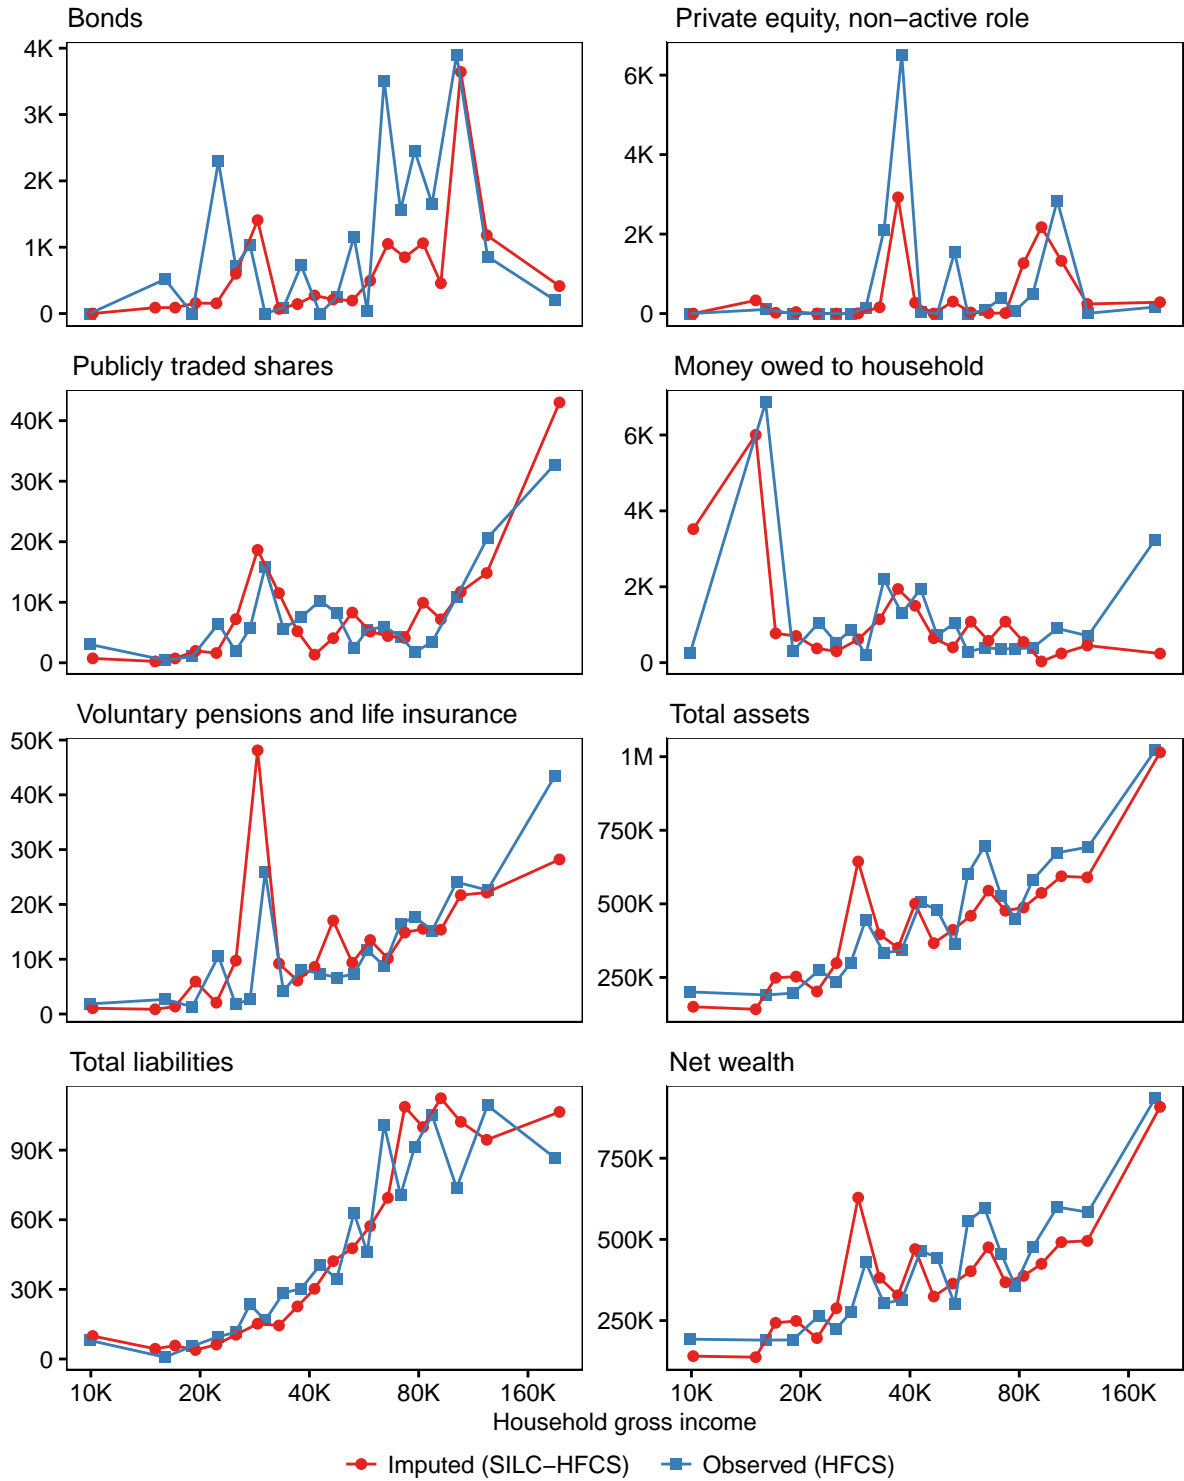 Bonds
Private equity, non−active role
4K
3K
2K
1K
0
6K
4K
2K
0
Publicly traded shares
Money owed to household
40K
30K
20K
10K
0
6K
4K
2K
0
Voluntary pensions and life insurance
Total assets
50K
40K
30K
20K
10K
0
1M
750K
500K
250K
Total liabilities
Net wealth
90K
60K
30K
0
750K
500K
250K
10K 20K 40K 80K 160K
10K 20K 40K 80K 160K
Household gross income
Imputed (SILC−HFCS) Observed (HFCS)